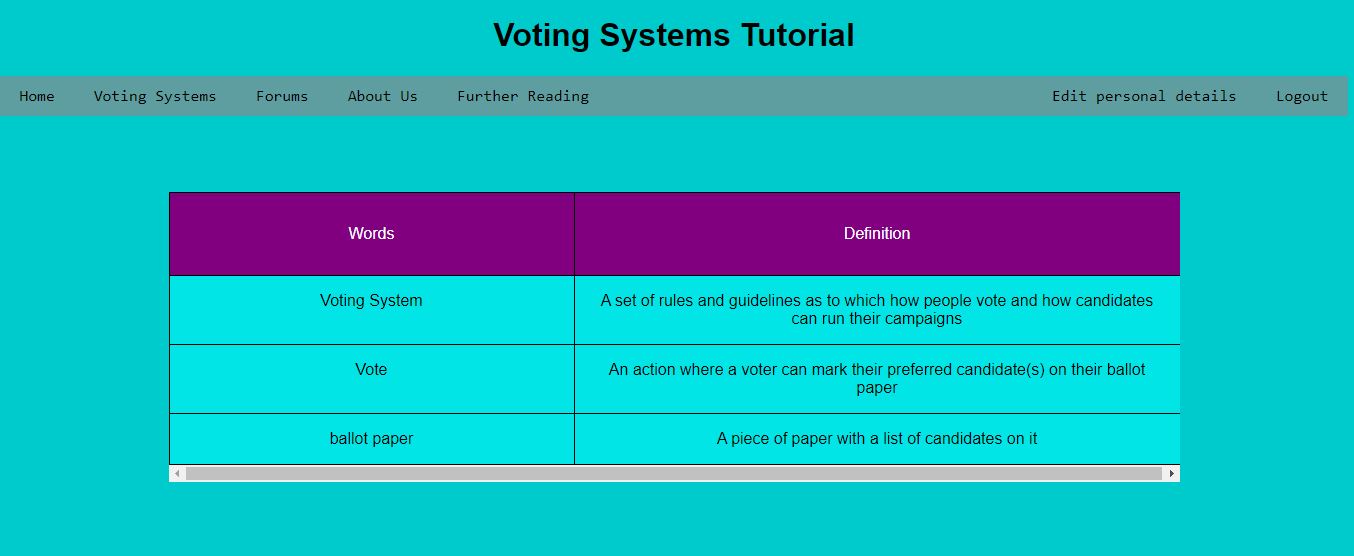 Voting Systems Tutorial
Home Voting Systems Forums About Us Further Reading Edit personal details Logout
Words Definition
Voting System A set of rules and guidelines as to which how people vote and how candidates
can run their campaigns
Vote An action where a voter can mark their preferred candidate(s) on their ballot
paper
ballot paper A piece of paper with a list of candidates on it